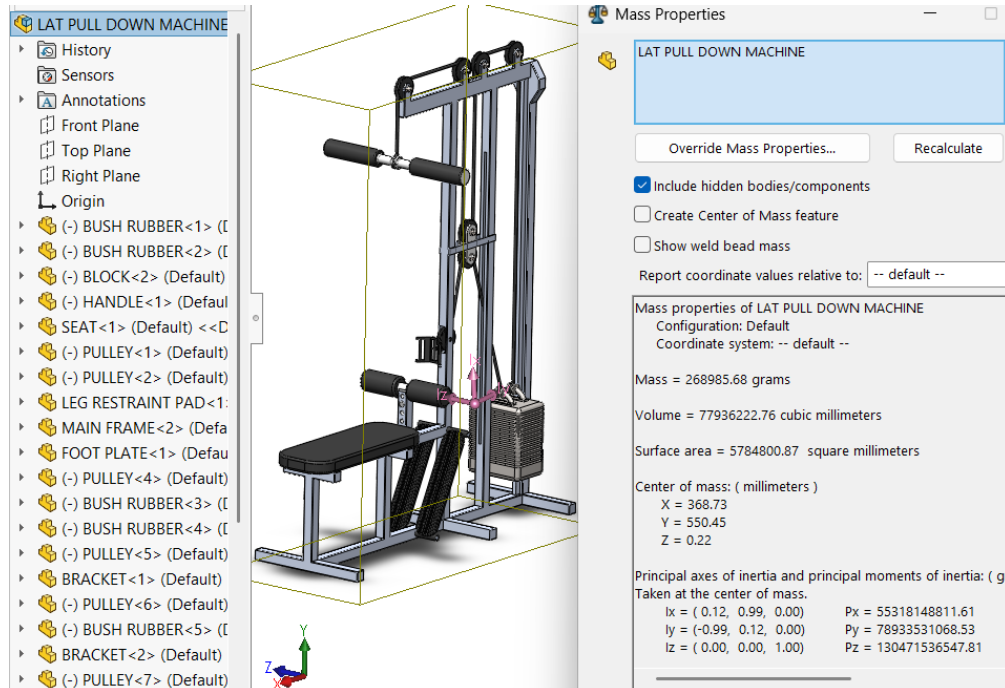 LAT PULL DOWN MACHINE
History
Sensors
Annotations
Front Plane
Top Plane
Right Plane
Origin
(-) BUSH RUBBER<1> (D
(-) BUSH RUBBER<2> (D
(-) BLOCK<2> (Default)
(-) HANDLE<1> (Defaul
SEAT<1> (Default) <<D
(-) PULLEY<1> (Default)
(-) PULLEY<2> (Default)
LEG RESTRAINT PAD<1>
MAIN FRAME<2> (Defa
FOOT PLATE<1> (Defau
(-) PULLEY<4> (Default)
(-) BUSH RUBBER<3> (D
(-) BUSH RUBBER<4> (D
(-) PULLEY<5> (Default)
BRACKET<1> (Default)
(-) PULLEY<6> (Default)
(-) BUSH RUBBER<5> (D
BRACKET<2> (Default)
(-) PULLEY<7> (Default)
Ix
Iz
Y
Z
X
Mass Properties
LAT PULL DOWN MACHINE
Override Mass Properties...
Recalculate
Include hidden bodies/components
Create Center of Mass feature
Show weld bead mass
Report coordinate values relative to: -- default --
Mass properties of LAT PULL DOWN MACHINE
Configuration: Default
Coordinate system: -- default --
Mass = 268985.68 grams
Volume = 77936222.76 cubic millimeters
Surface area = 5784800.87 square millimeters
Center of mass: ( millimeters )
X = 368.73
Y = 550.45
Z = 0.22
Principal axes of inertia and principal moments of inertia: ( g
Taken at the center of mass.
Ix = ( 0.12, 0.99, 0.00) Px = 55318148811.61
Iy = (-0.99, 0.12, 0.00) Py = 78933531068.53
Iz = ( 0.00, 0.00, 1.00) Pz = 130471536547.81